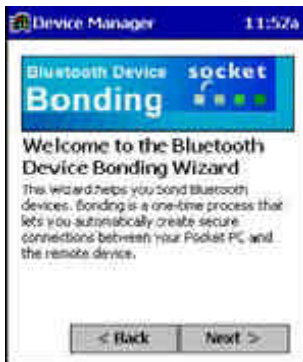 Device Manager 11:52a
Bluetooth Device socket
Bonding
Welcome to the Bluetooth
Device Bonding Wizard
This wizard helps you bond Bluetooth
devices. Bonding is a one-time process that
lets you automatically create secure
connections between your Pocket PC and
the remote device.
< Back Next >